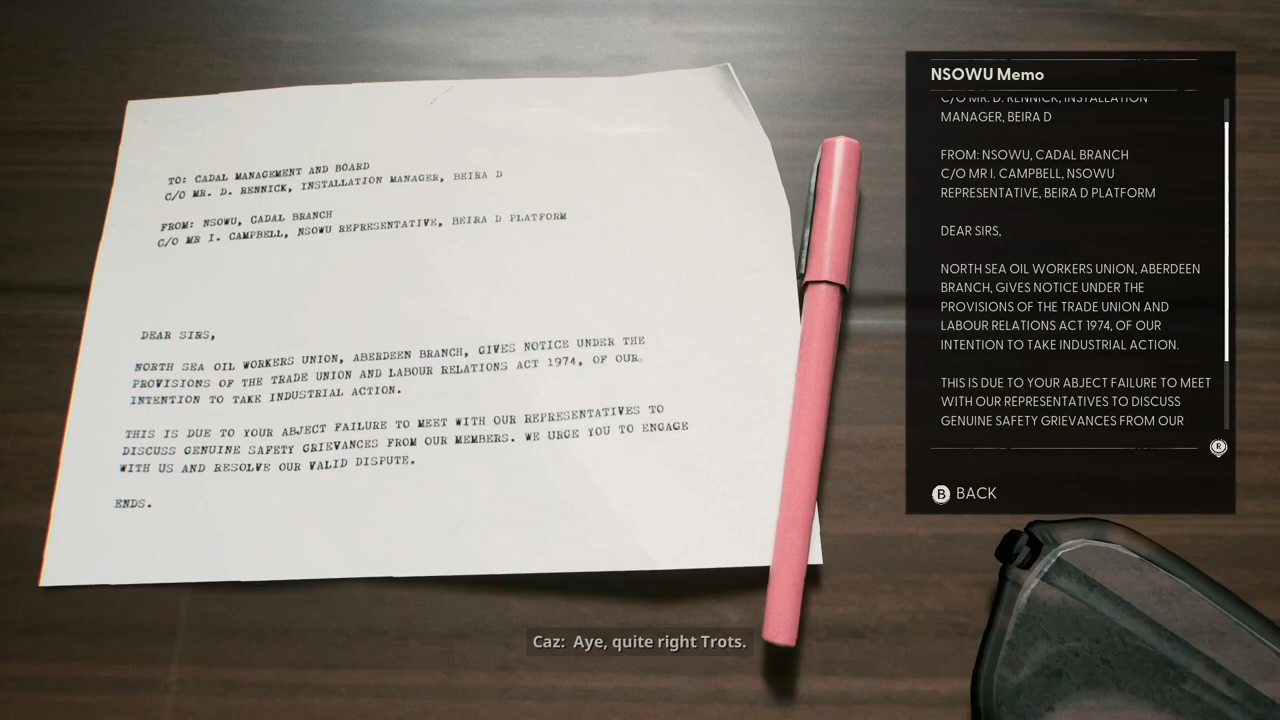 TO: CADAL MANAGEMENT AND BOARD
C/O MR. D. RENNICK, INSTALLATION MANAGER, BEIRA D
FROM: NSOWU, CADAL BRANCH
C/O MR I. CAMPBELL, NSOWU REPRESENTATIVE, BEIRA D PLATFORM
DEAR SIRS,
NORTH SEA OIL WORKERS UNION, ABERDEEN BRANCH, GIVES NOTICE UNDER THE
PROVISIONS OF THE TRADE UNION AND LABOUR RELATIONS ACT 1974, OF OUR
INTENTION TO TAKE INDUSTRIAL ACTION.
THIS IS DUE TO YOUR ABJECT FAILURE TO MEET WITH OUR REPRESENTATIVES TO
DISCUSS GENUINE SAFETY GRIEVANCES FROM OUR MEMBERS. WE URGE YOU TO ENGAGE
WITH US AND RESOLVE OUR VALID DISPUTE.
ENDS.
NSOWU Memo
C/O MR. D. RENNICK, INSTALLATION
MANAGER, BEIRA D
FROM: NSOWU, CADAL BRANCH
C/O MR I. CAMPBELL, NSOWU
REPRESENTATIVE, BEIRA D PLATFORM
DEAR SIRS,
NORTH SEA OIL WORKERS UNION, ABERDEEN
BRANCH, GIVES NOTICE UNDER THE
PROVISIONS OF THE TRADE UNION AND
LABOUR RELATIONS ACT 1974, OF OUR
INTENTION TO TAKE INDUSTRIAL ACTION.
THIS IS DUE TO YOUR ABJECT FAILURE TO MEET
WITH OUR REPRESENTATIVES TO DISCUSS
GENUINE SAFETY GRIEVANCES FROM OUR
R
B BACK
Caz: Aye, quite right Trots.